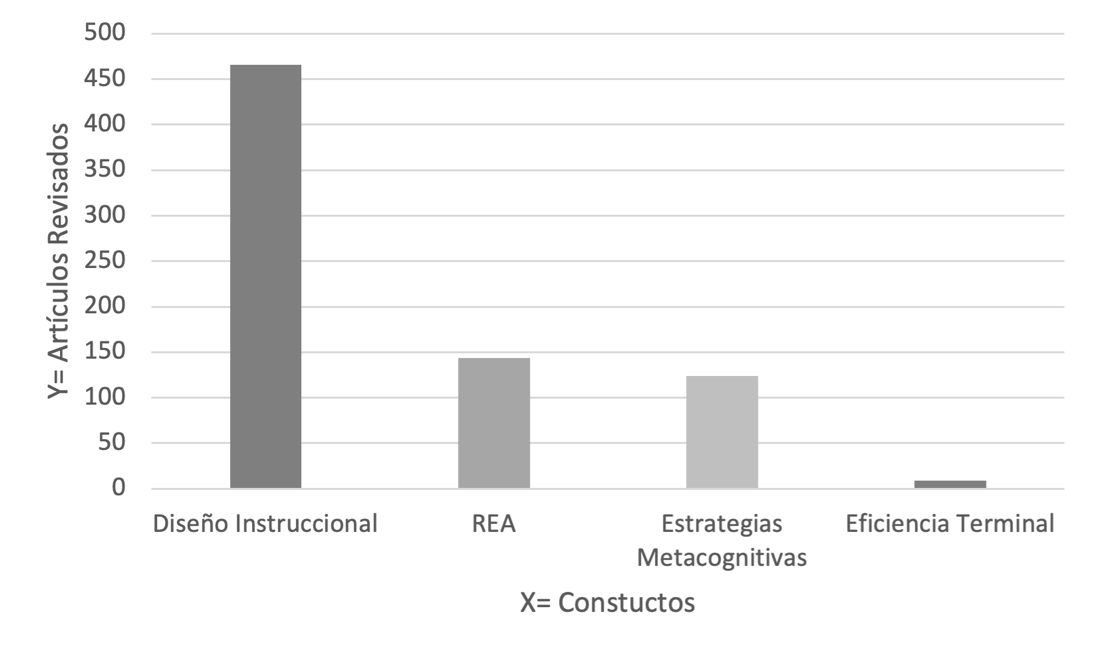 500
450
400
350
300
250
200
150
100
50
0
Y= Artículos Revisados
Diseño Instruccional
REA
Estrategias
Metacognitivas
Eficiencia Terminal
X= Constuctos